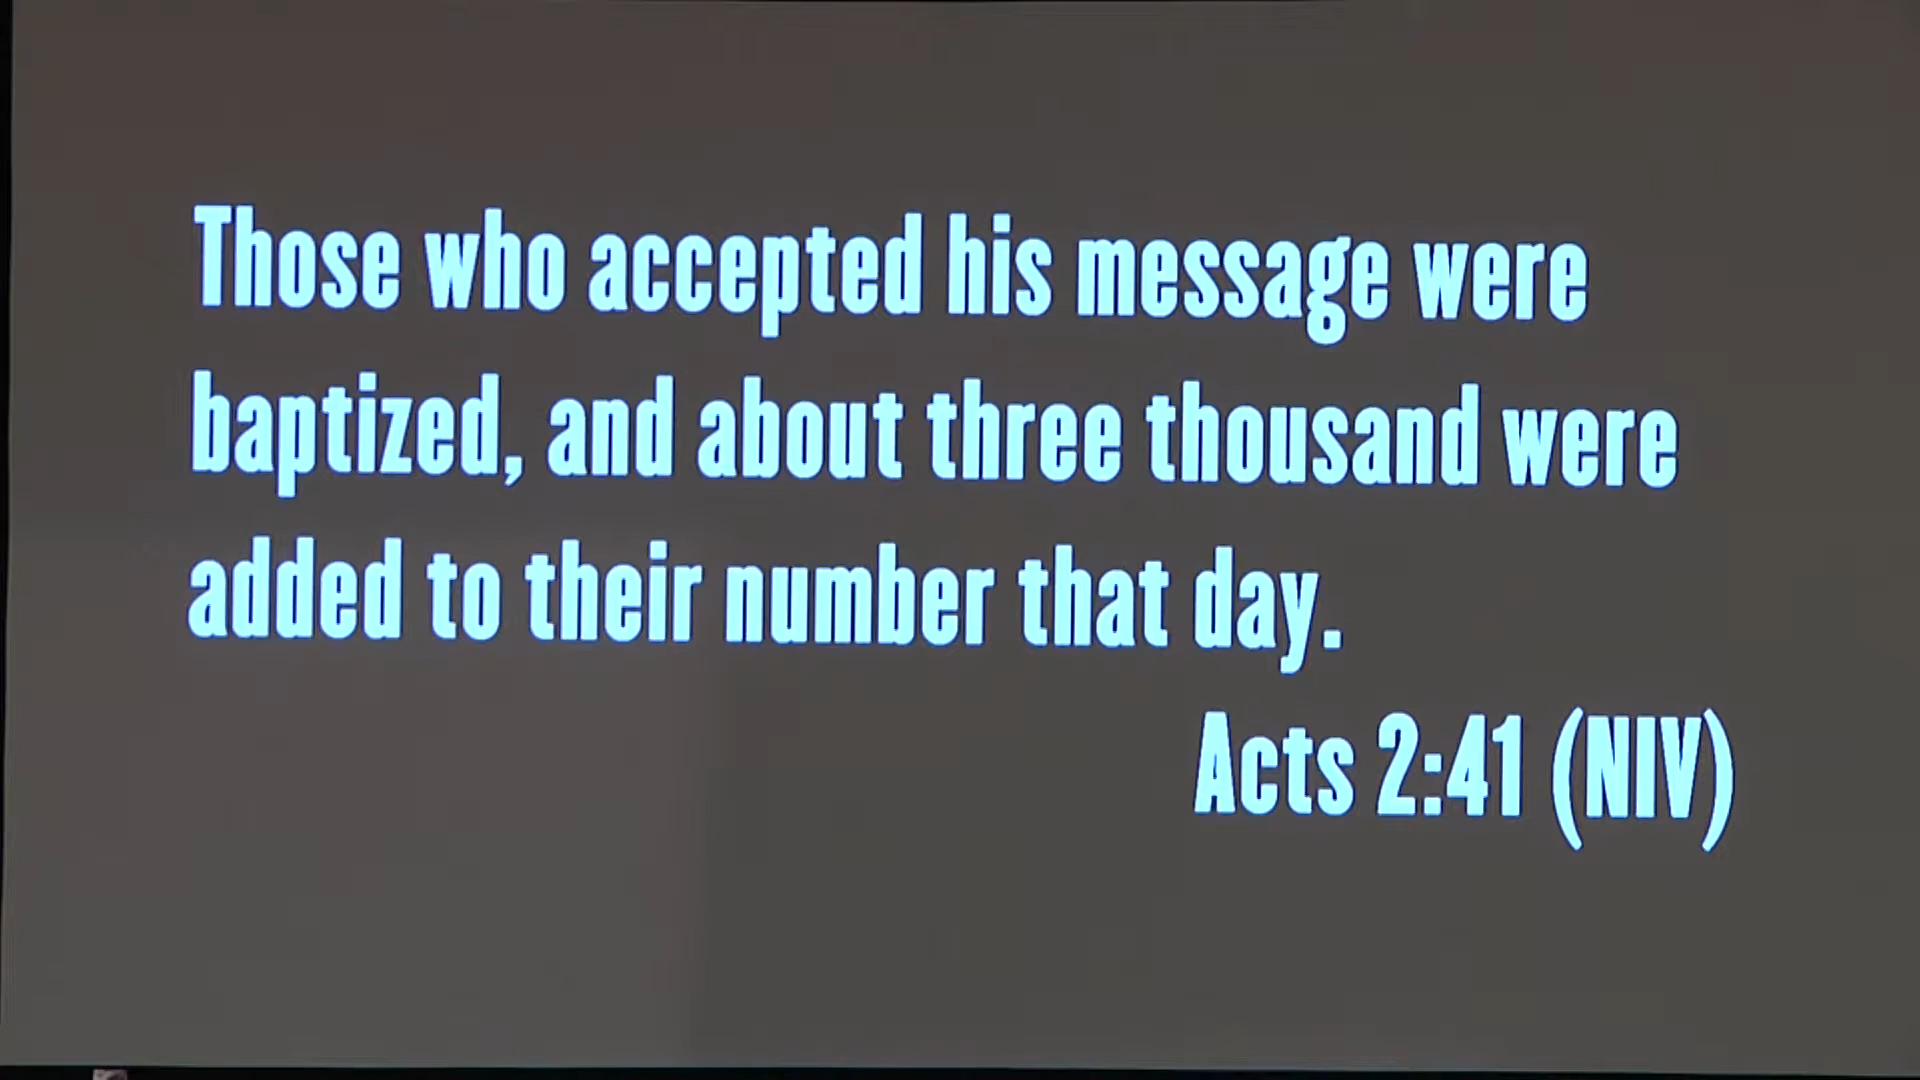 Those who accepted his message were
baptized, and about three thousand were
added to their number that day.
Acts 2:41 (NIV)